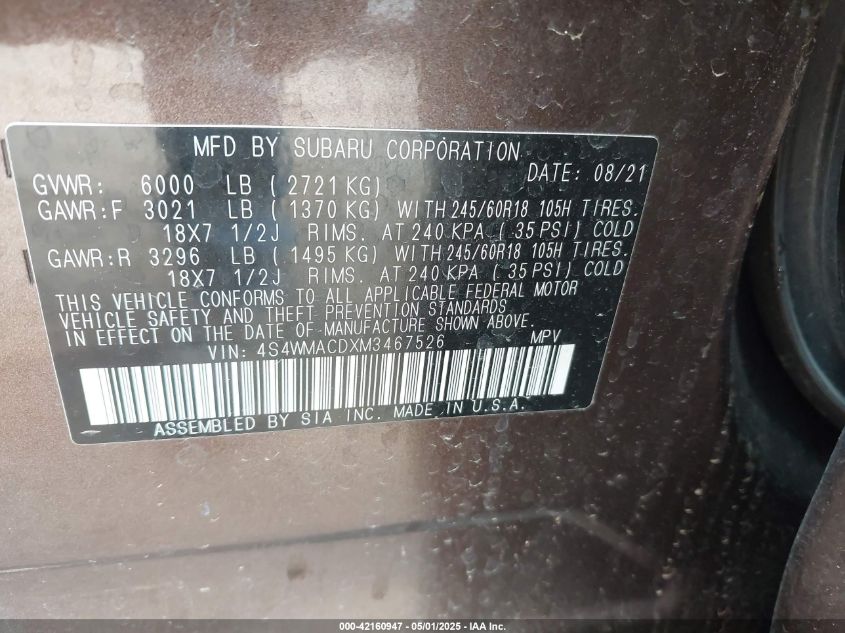 MFD BY SUBARU CORPORATION
DATE: 08/21
GVWR: 6000 LB ( 2721 KG)
GAWR:F 3021 LB ( 1370 KG) WITH 245/60R18 105H TIRES.
18X7 1/2J RIMS. AT 240 KPA ( 35 PSI) COLD
GAWR:R 3296 LB ( 1495 KG) WITH 245/60R18 105H TIRES.
18X7 1/2J RIMS. AT 240 KPA ( 35 PSI) COLD
THIS VEHICLE CONFORMS TO ALL APPLICABLE FEDERAL MOTOR
VEHICLE SAFETY AND THEFT PREVENTION STANDARDS
IN EFFECT ON THE DATE OF MANUFACTURE SHOWN ABOVE.
VIN: 4S4WMACDXM3467526 MPV
ASSEMBLED BY SIA INC. MADE IN U.S.A.
000-42160947 - 05/01/2025 - IAA Inc.